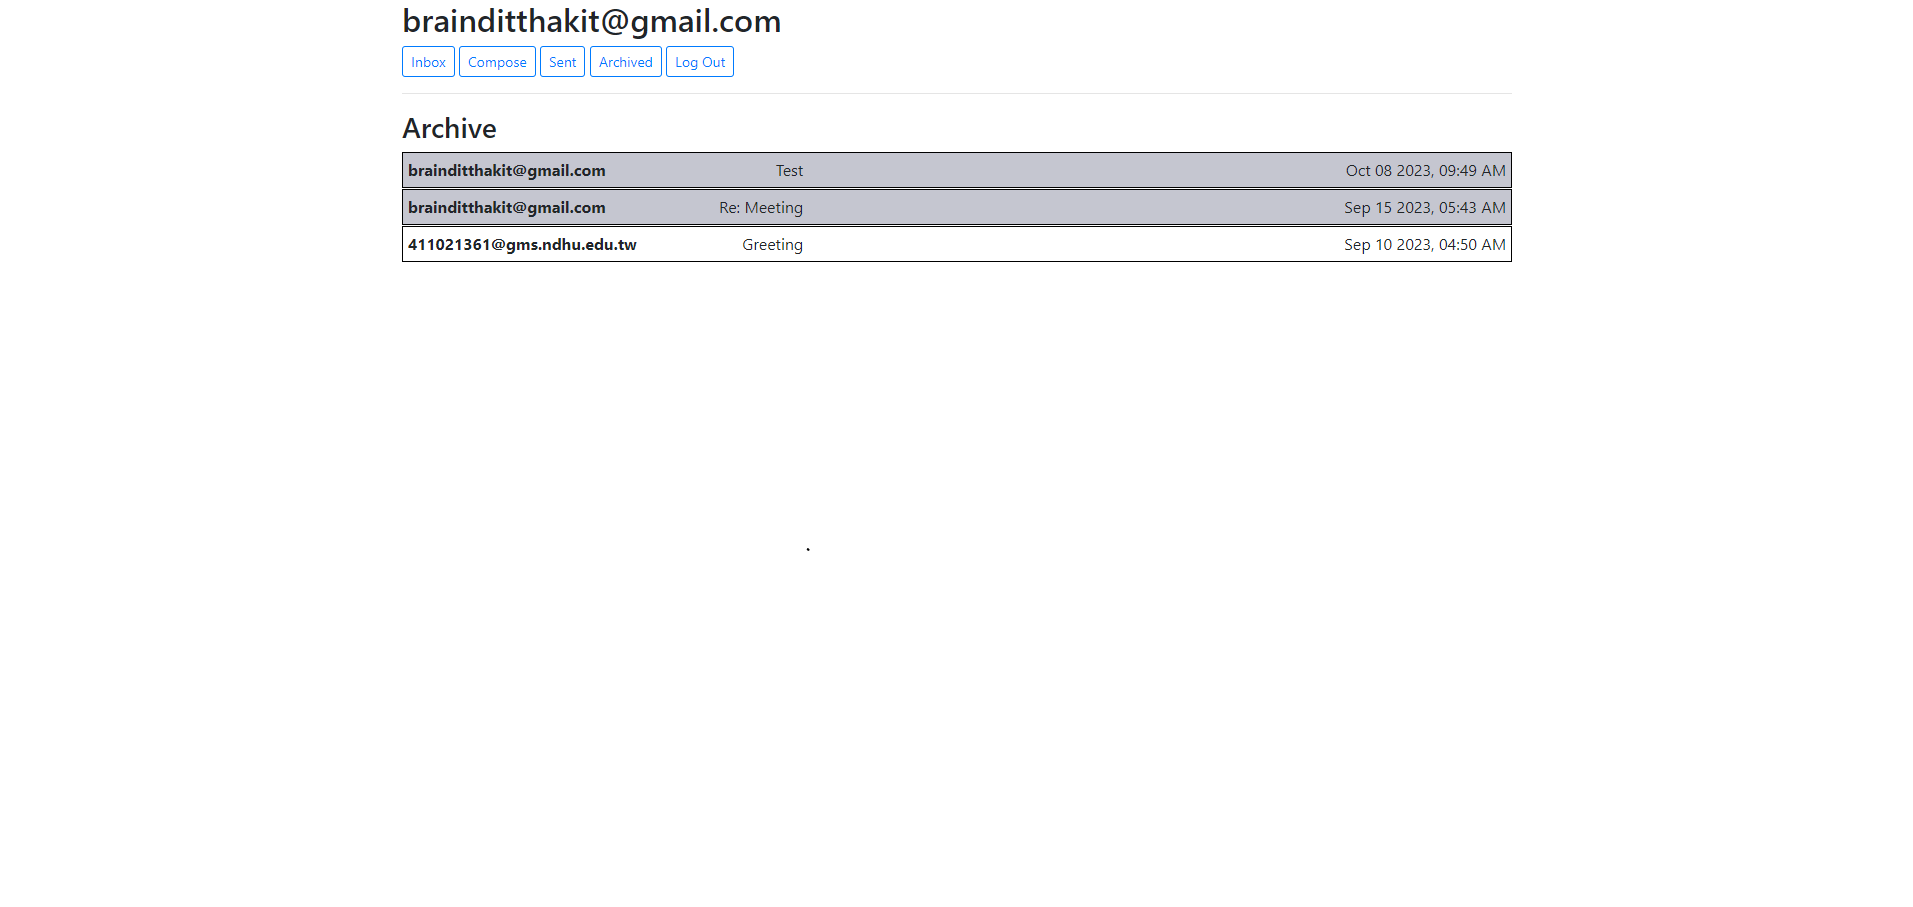 brainditthakit@gmail.com
Inbox Compose Sent Archived Log Out
Archive
brainditthakit@gmail.com Test Oct 08 2023, 09:49 AM
brainditthakit@gmail.com Re: Meeting Sep 15 2023, 05:43 AM
411021361@gms.ndhu.edu.tw Greeting Sep 10 2023, 04:50 AM